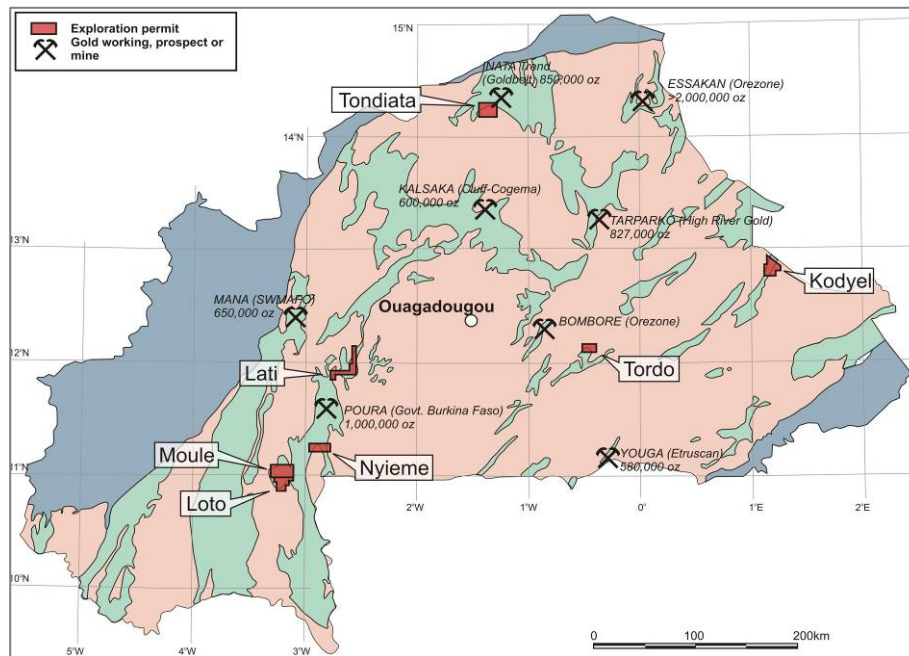 Exploration permit
Gold working, prospect or
mine
15°N
INATA Trend
(Goldbelt) 850,000 oz
ESSAKAN (Orezone)
>2,000,000 oz
Tondiata
14°N
KALSAKA (Cluff-Cogema)
600,000 oz
TARPARKO (High River Gold)
827,000 oz
13°N
Kodyel
MANA (SWMAFO)
650,000 oz
Ouagadougou
BOMBORE (Orezone)
12°N
Lati
Tordo
POURA (Govt. Burkina Faso)
1,000,000 oz
Moule
Nyieme
YOUGA (Etruscan)
580,000 oz
11°N
Loto
2°W
1°W
0°
1°E
2°E
10°N
5°W
4°W
3°W
0
100
200km